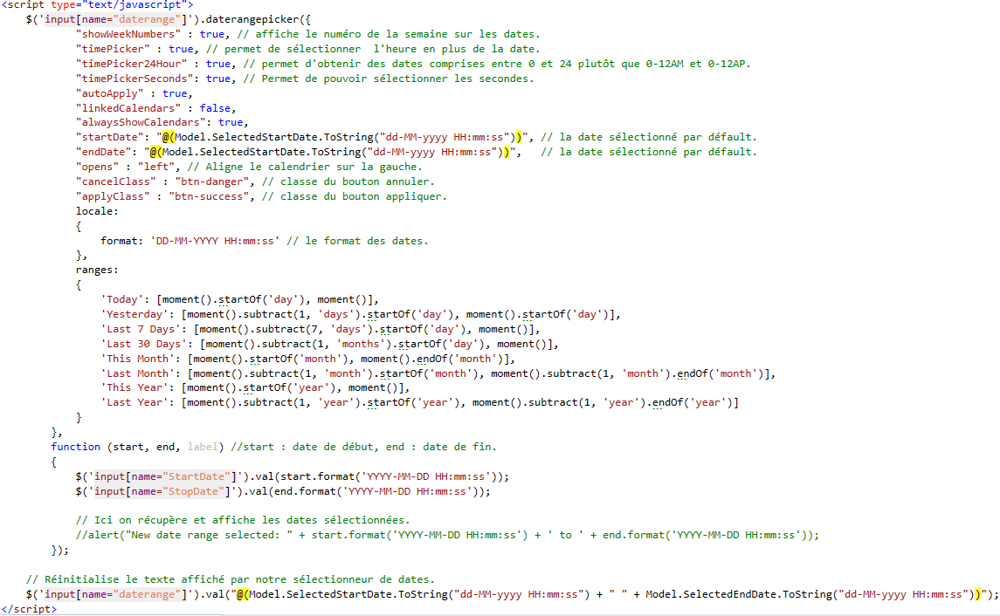 <script type="text/javascript">
$('input[name="daterange"]').daterangepicker({
"showWeekNumbers" : true, // affiche le numéro de la semaine sur les dates.
"timePicker" : true, // permet de sélectionner  l'heure en plus de la date.
"timePicker24Hour" : true, // permet d'obtenir des dates comprises entre 0 et 24 plutôt que 0-12AM et 0-12AP.
"timePickerSeconds": true, // Permet de pouvoir sélectionner les secondes.
"autoApply" : true,
"linkedCalendars" : false,
"alwaysShowCalendars": true,
"startDate": "@(Model.SelectedStartDate.ToString("dd-MM-yyyy HH:mm:ss"))", // la date sélectionné par défault.
"endDate": "@(Model.SelectedStartDate.ToString("dd-MM-yyyy HH:mm:ss"))",   // la date sélectionné par défault.
"opens" : "left", // Aligne le calendrier sur la gauche.
"cancelClass" : "btn-danger", // classe du bouton annuler.
"applyClass" : "btn-success", // classe du bouton appliquer.
locale:
{
format: 'DD-MM-YYYY HH:mm:ss' // le format des dates.
},
ranges:
{
'Today': [moment().startOf('day'), moment()],
'Yesterday': [moment().subtract(1, 'days').startOf('day'), moment().startOf('day')],
'Last 7 Days': [moment().subtract(7, 'days').startOf('day'), moment()],
'Last 30 Days': [moment().subtract(1, 'months').startOf('day'), moment()],
'This Month': [moment().startOf('month'), moment().endOf('month')],
'Last Month': [moment().subtract(1, 'month').startOf('month'), moment().subtract(1, 'month').endOf('month')],
'This Year': [moment().startOf('year'), moment()],
'Last Year': [moment().subtract(1, 'year').startOf('year'), moment().subtract(1, 'year').endOf('year')]
}
},
function (start, end, label) //start : date de début, end : date de fin.
{
$('input[name="StartDate"]').val(start.format('YYYY-MM-DD HH:mm:ss'));
$('input[name="StopDate"]').val(end.format('YYYY-MM-DD HH:mm:ss'));
// Ici on récupère et affiche les dates sélectionnées.
//alert("New date range selected: " + start.format('YYYY-MM-DD HH:mm:ss') + ' to ' + end.format('YYYY-MM-DD HH:mm:ss'));
});
// Réinitialise le texte affiché par notre sélectionneur de dates.
$('input[name="daterange"]').val("@(Model.SelectedStartDate.ToString("dd-MM-yyyy HH:mm:ss") + " " + Model.SelectedEndDate.ToString("dd-MM-yyyy HH:mm:ss"))");
</script>